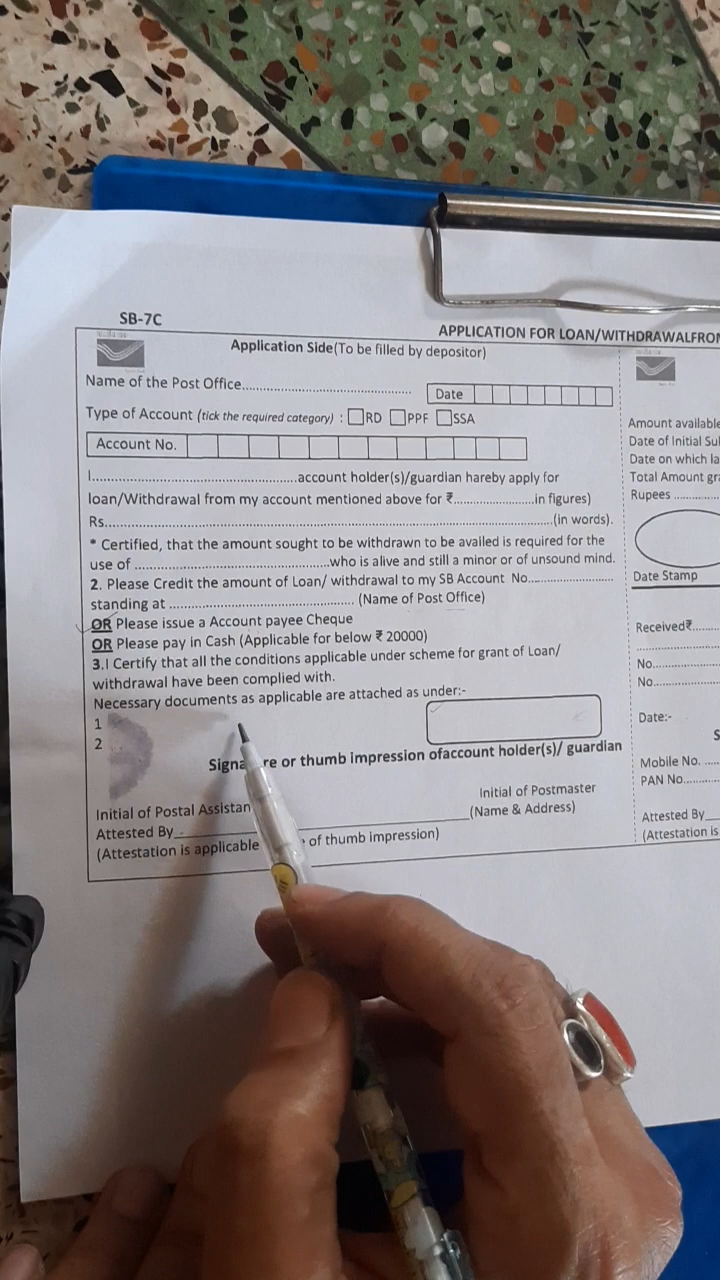 SB-7C
APPLICATION FOR LOAN/WITHDRAWALFROM
Application Side(To be filled by depositor)
Name of the Post Office
Date
Type of Account (tick the required category) : RD PPF SSA
Account No.
I..........account holder(s)/guardian hereby apply for
loan/Withdrawal from my account mentioned above for ₹..........in figures)
Rs..........(in words).
* Certified, that the amount sought to be withdrawn to be availed is required for the
use of ..........who is alive and still a minor or of unsound mind.
2. Please Credit the amount of Loan/ withdrawal to my SB Account No..........
standing at .......... (Name of Post Office)
OR Please issue a Account payee Cheque
OR Please pay in Cash (Applicable for below ₹ 20000)
3.I Certify that all the conditions applicable under scheme for grant of Loan/
withdrawal have been complied with.
Necessary documents as applicable are attached as under:-
1
2
re or thumb impression ofaccount holder(s)/ guardian
Initial of Postal
Initial of Postmaster
Attested By
(Name & Address)
(Attestation is applicable of thumb impression)
Amount available
Date of Initial
Date on which
Total Amount
Rupees ..........
Date Stamp
Received₹..........
No..........
No..........
Date:-
Mobile No. .....
PAN No..........
Attested By
(Attestation is